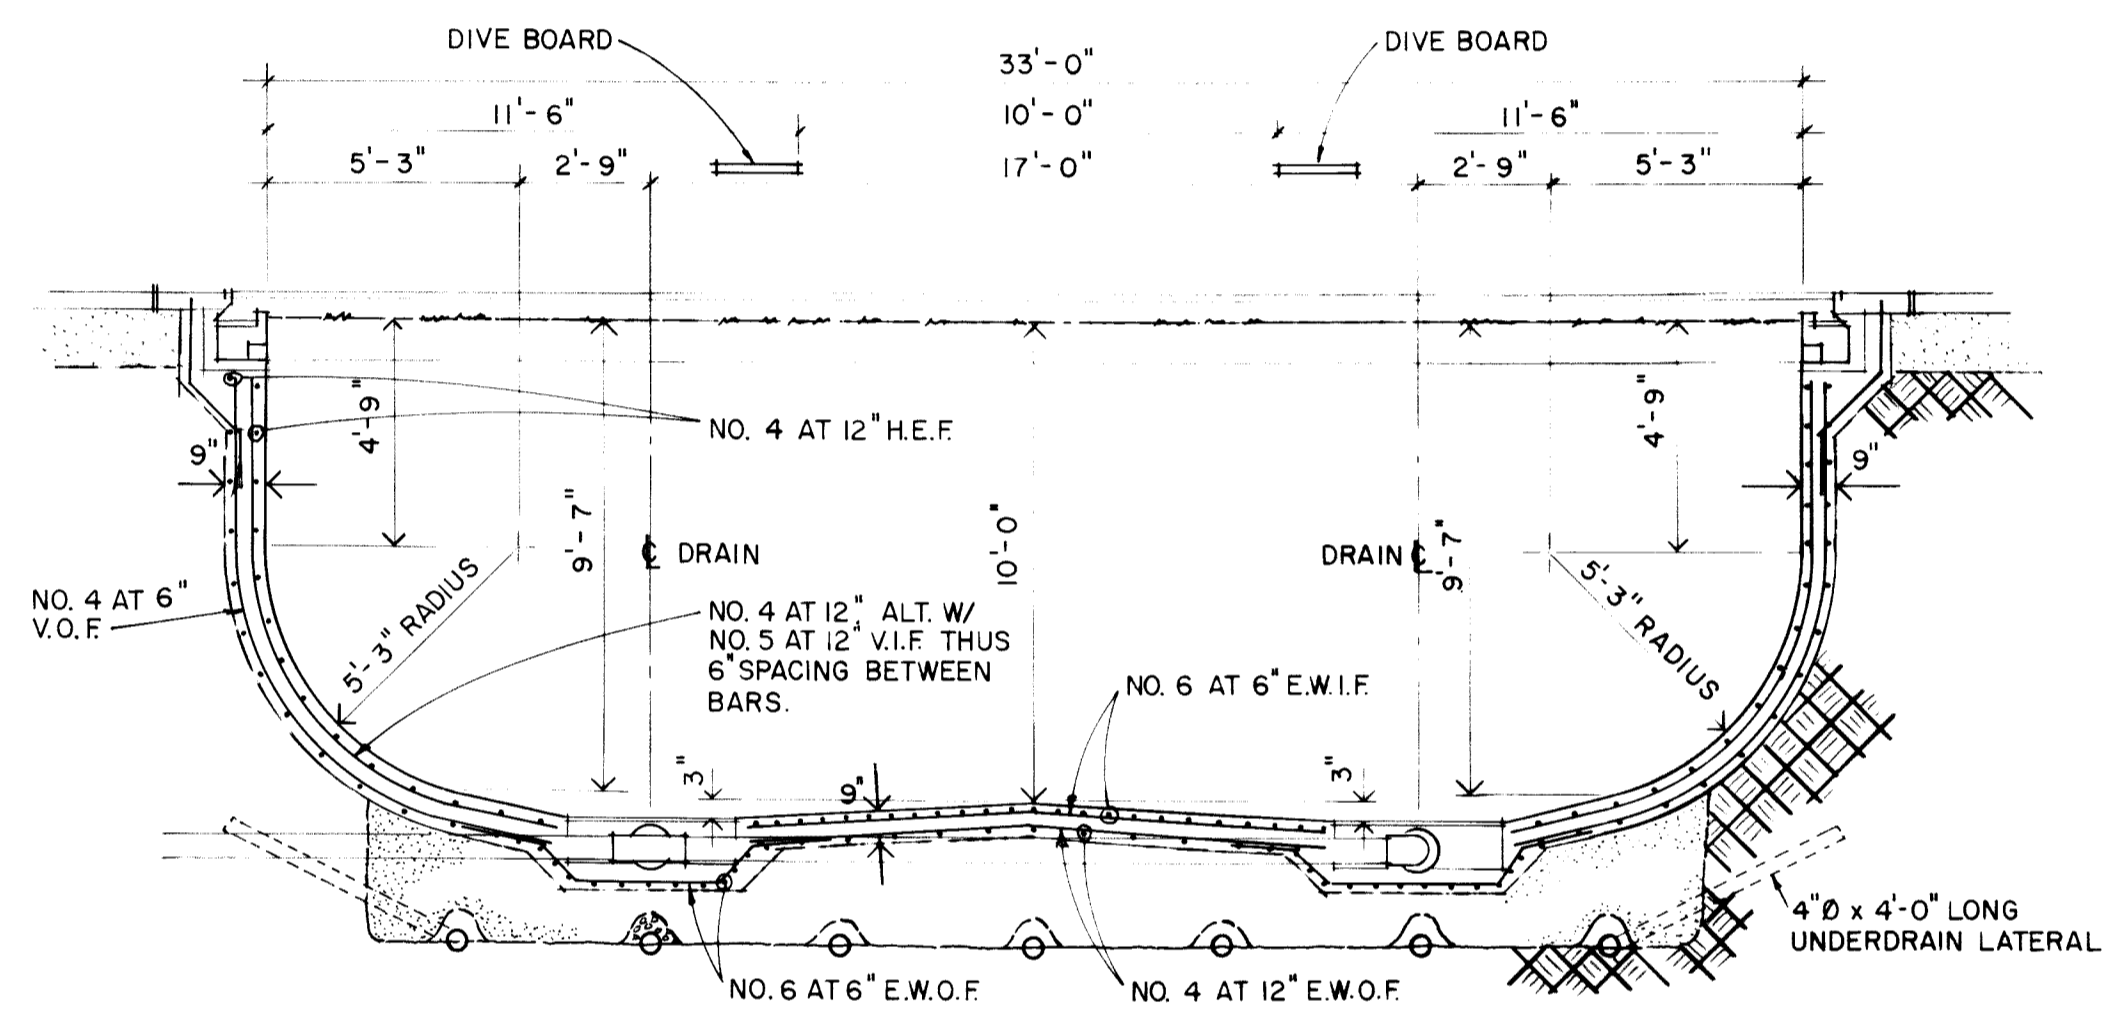 DIVE BOARD
DIVE BOARD
33'-0"
11'-6"
10'-0"
11'-6"
5'-3"
2'-9"
17'-0"
2'-9"
5'-3"
4'-9"
4'-9"
NO. 4 AT 12" H.E.F.
9"
9"
9'-7"
10'-0"
9'-7"
℄ DRAIN
DRAIN ℄
NO. 4 AT 6"
V.O.F.
5'-3" RADIUS
5'-3" RADIUS
NO. 4 AT 12", ALT. W/
NO. 5 AT 12" V.I.F. THUS
6" SPACING BETWEEN
BARS.
NO. 6 AT 6" E.W.I.F.
3"
9"
3"
4"Ø x 4'-0" LONG
UNDERDRAIN LATERAL
NO. 6 AT 6" E.W.O.F.
NO. 4 AT 12" E.W.O.F.